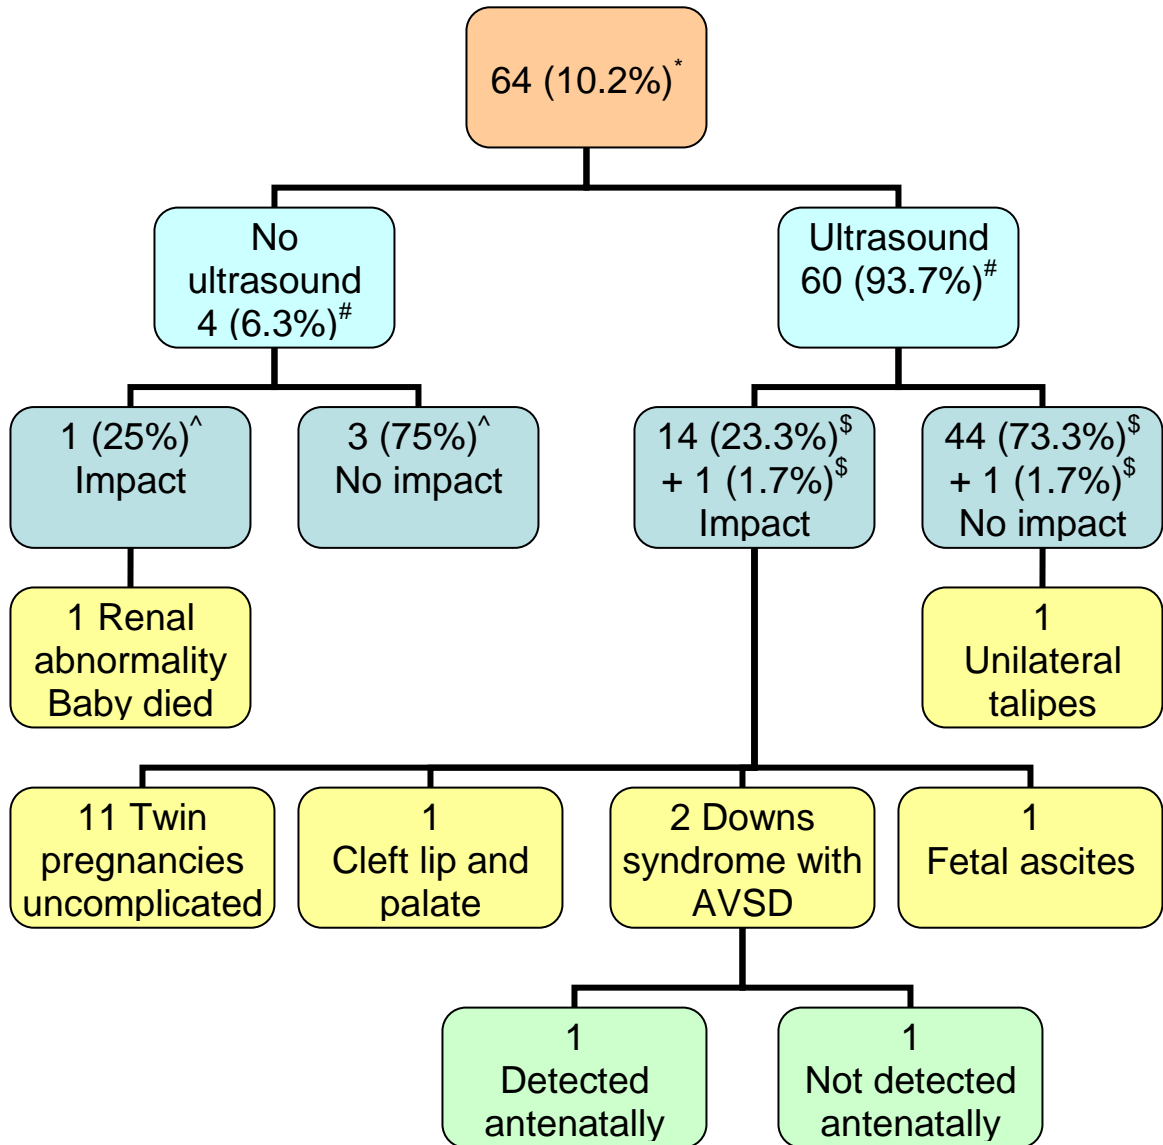 64 (10.2%)*
No
ultrasound
4 (6.3%)#
Ultrasound
60 (93.7%)#
1 (25%)^
Impact
3 (75%)^
No impact
14 (23.3%)$
+ 1 (1.7%)$
Impact
44 (73.3%)$
+ 1 (1.7%)$
No impact
1 Renal
abnormality
Baby died
1
Unilateral
talipes
11 Twin
pregnancies
uncomplicated
1
Cleft lip and
palate
2 Downs
syndrome with
AVSD
1
Fetal ascites
1
Detected
antenatally
1
Not detected
antenatally